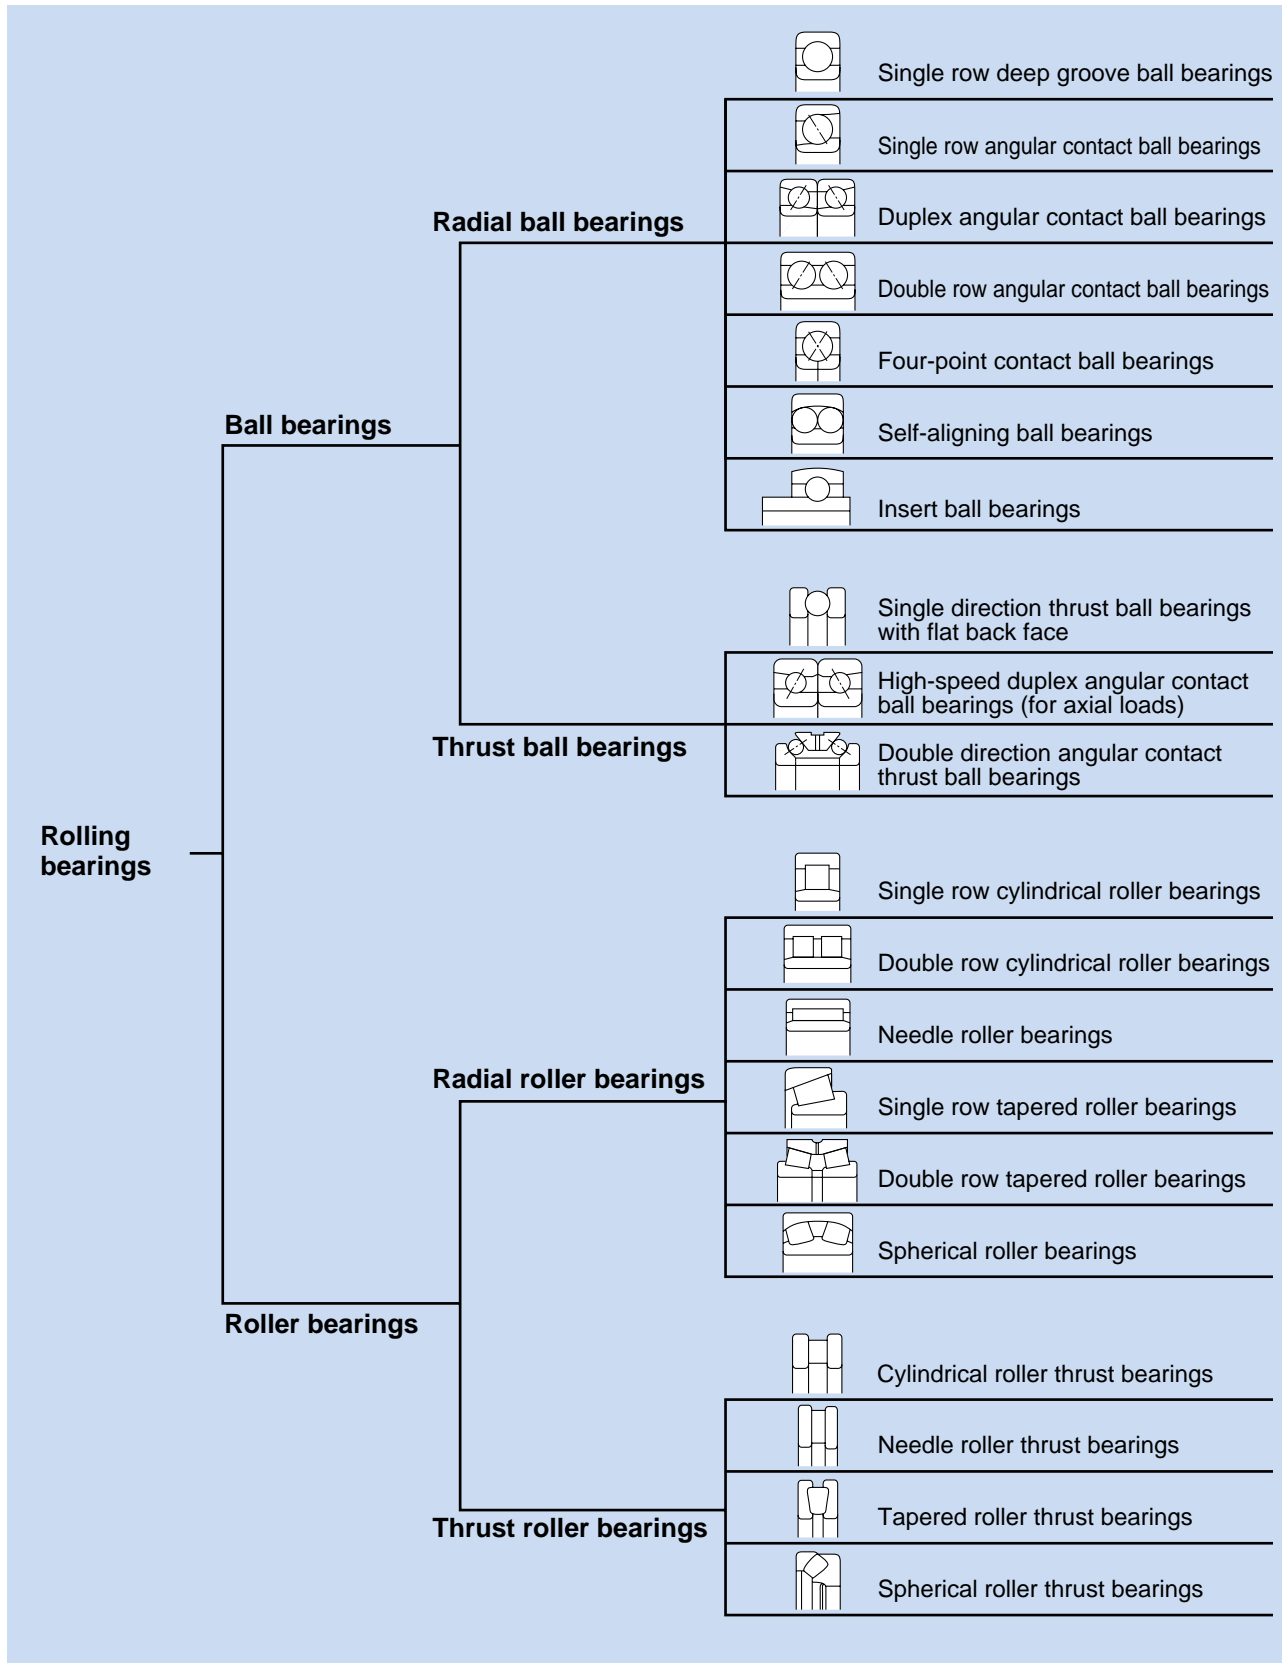 Rolling
bearings
Ball bearings
Radial ball bearings
Single row deep groove ball bearings
Single row angular contact ball bearings
Duplex angular contact ball bearings
Double row angular contact ball bearings
Four-point contact ball bearings
Self-aligning ball bearings
Insert ball bearings
Thrust ball bearings
Single direction thrust ball bearings
with flat back face
High-speed duplex angular contact
ball bearings (for axial loads)
Double direction angular contact
thrust ball bearings
Roller bearings
Radial roller bearings
Single row cylindrical roller bearings
Double row cylindrical roller bearings
Needle roller bearings
Single row tapered roller bearings
Double row tapered roller bearings
Spherical roller bearings
Thrust roller bearings
Cylindrical roller thrust bearings
Needle roller thrust bearings
Tapered roller thrust bearings
Spherical roller thrust bearings